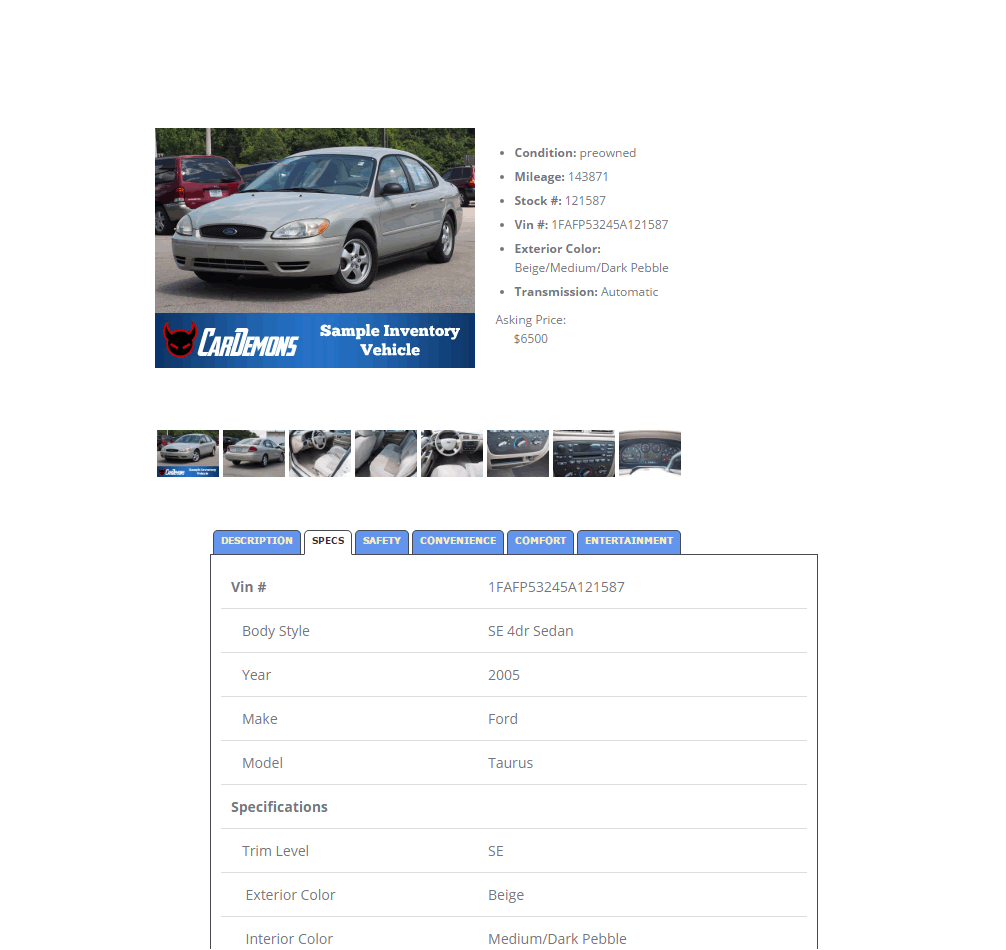 CARDEMONS
Sample Inventory
Vehicle
Condition: preowned
Mileage: 143871
Stock #: 121587
Vin #: 1FAFP53245A121587
Exterior Color:
Beige/Medium/Dark Pebble
Transmission: Automatic
Asking Price:
$6500
DESCRIPTION SPECS SAFETY CONVENIENCE COMFORT ENTERTAINMENT
Vin # 1FAFP53245A121587
Body Style SE 4dr Sedan
Year 2005
Make Ford
Model Taurus
Specifications
Trim Level SE
Exterior Color Beige
Interior Color Medium/Dark Pebble